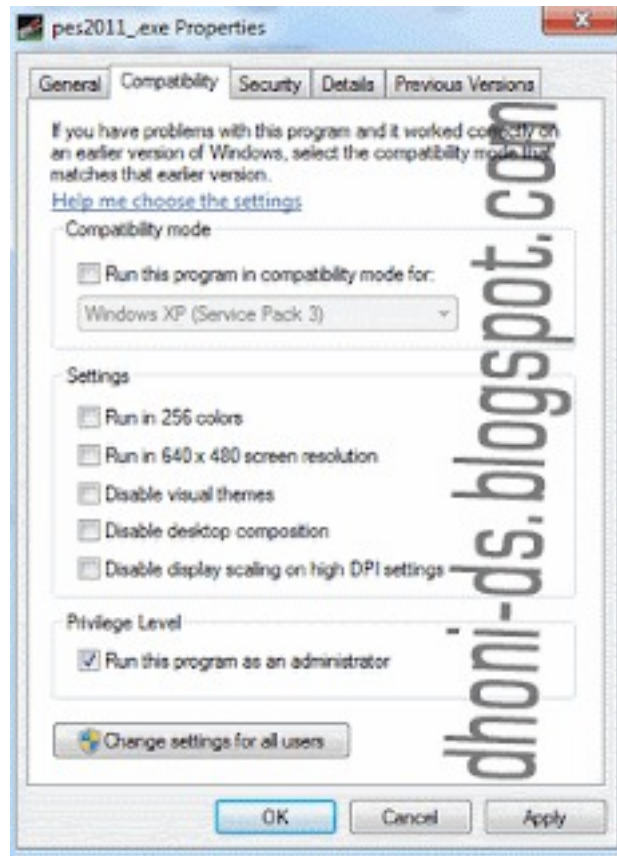 pes2011_.exe Properties
General Compatibility Security Details Previous Versions
If you have problems with this program and it worked correctly on
an earlier version of Windows, select the compatibility mode that
matches that earlier version.
Help me choose the settings
Compatibility mode
Run this program in compatibility mode for:
Windows XP (Service Pack 3)
Settings
Run in 256 colors
Run in 640 x 480 screen resolution
Disable visual themes
Disable desktop composition
Disable display scaling on high DPI settings
Privilege Level
Run this program as an administrator
Change settings for all users
OK Cancel Apply
dhoni-ds.blogspot.com